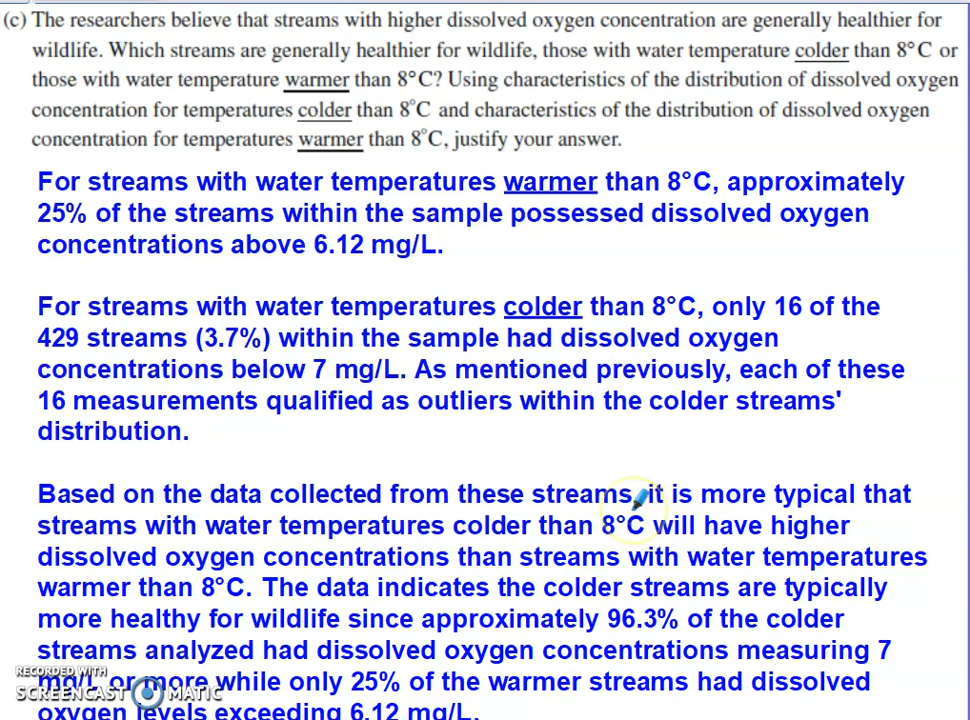 (c) The researchers believe that streams with higher dissolved oxygen concentration are generally healthier for
wildlife. Which streams are generally healthier for wildlife, those with water temperature colder than 8°C or
those with water temperature warmer than 8°C? Using characteristics of the distribution of dissolved oxygen
concentration for temperatures colder than 8°C and characteristics of the distribution of dissolved oxygen
concentration for temperatures warmer than 8°C, justify your answer.
For streams with water temperatures warmer than 8°C, approximately
25% of the streams within the sample possessed dissolved oxygen
concentrations above 6.12 mg/L.
For streams with water temperatures colder than 8°C, only 16 of the
429 streams (3.7%) within the sample had dissolved oxygen
concentrations below 7 mg/L. As mentioned previously, each of these
16 measurements qualified as outliers within the colder streams'
distribution.
Based on the data collected from these streams, it is more typical that
streams with water temperatures colder than 8°C will have higher
dissolved oxygen concentrations than streams with water temperatures
warmer than 8°C. The data indicates the colder streams are typically
more healthy for wildlife since approximately 96.3% of the colder
streams analyzed had dissolved oxygen concentrations measuring 7
mg/L or more while only 25% of the warmer streams had dissolved
oxygen levels exceeding 6.12 mg/L.
RECORDED WITH
SCREENCAST MATIC